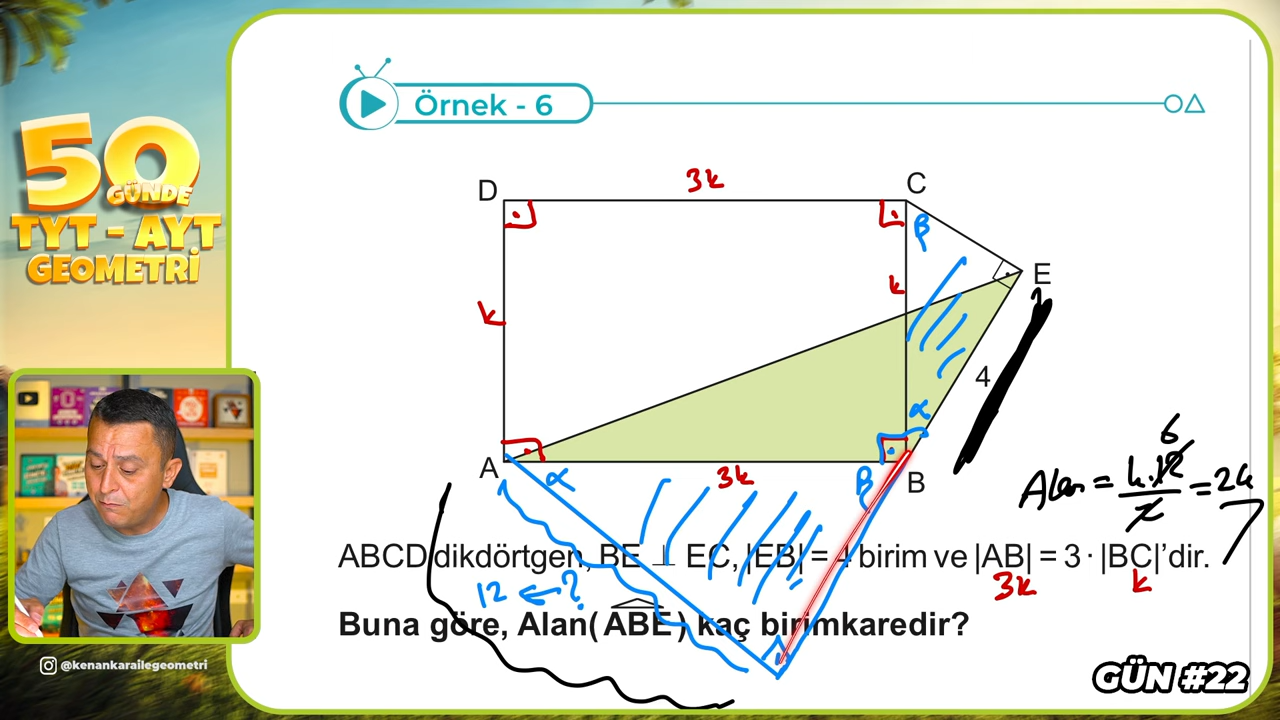 50
GÜNDE
TYT - AYT
GEOMETRİ
Örnek - 6
3k
D
C
β
k
k
E
4
α
A
α
3k
β
B
6
Alan = 4.12 / 2 = 24
ABCD dikdörtgen, BE ⊥ EC, |EB| = 4 birim ve |AB| = 3 · |BC|'dir.
3k
k
12 ← ?
Buna göre, Alan(ABE) kaç birimkaredir?
@kenankarailegeometri
GÜN #22